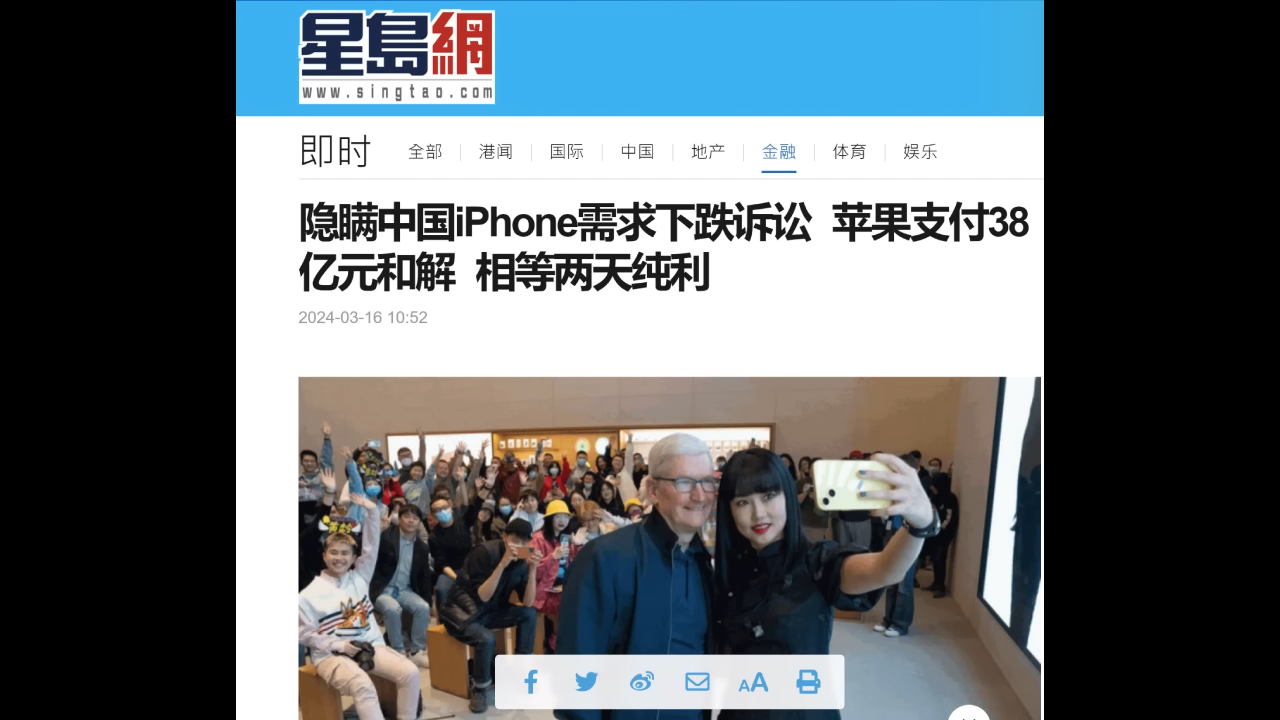 星島網
www.singtao.com
即时 全部 港闻 国际 中国 地产 金融 体育 娱乐
隐瞒中国iPhone需求下跌诉讼 苹果支付38
亿元和解 相等两天纯利
2024-03-16 10:52
AA